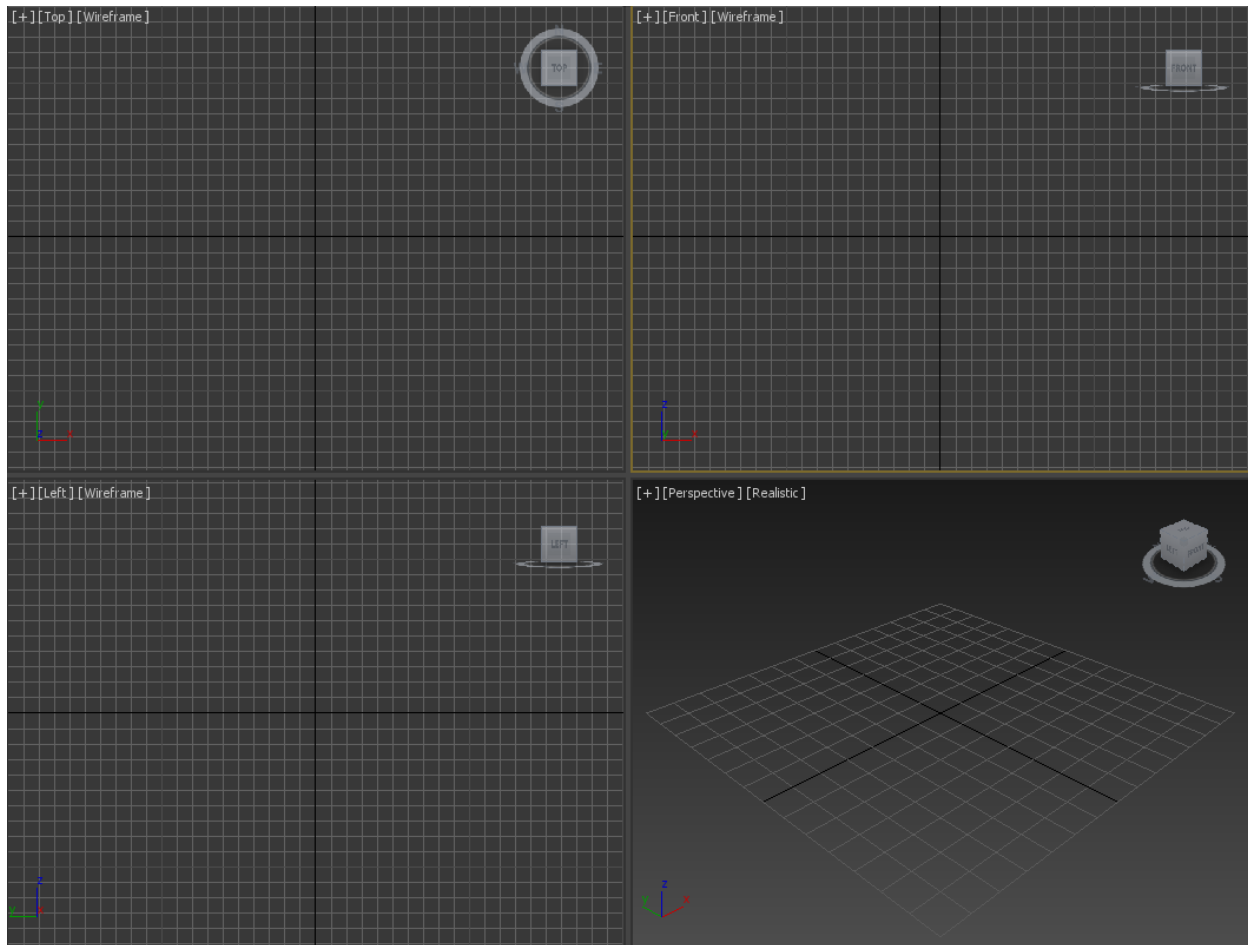 [+][Top][Wireframe]
N
TOP
S
y
z x
[+][Front][Wireframe]
FRONT
z
y x
[+][Left][Wireframe]
LEFT
z
y x
[+][Perspective][Realistic]
z
y x